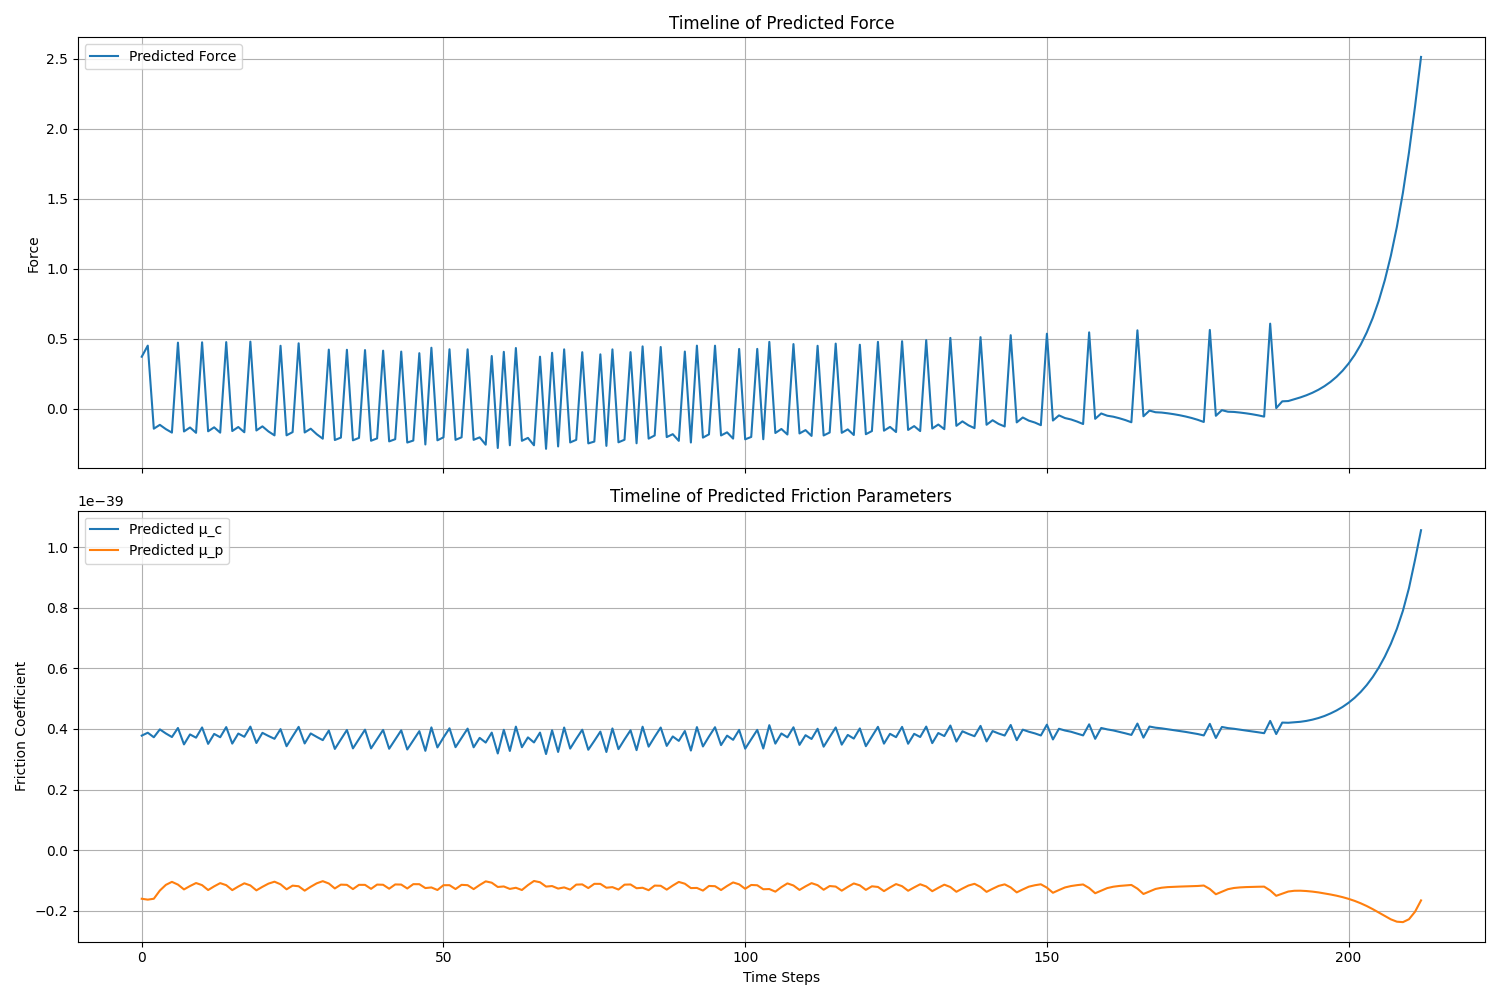 Timeline of Predicted Force
Predicted Force
2.5
2.0
1.5
1.0
0.5
0.0
Force
1e−39
Timeline of Predicted Friction Parameters
Predicted μ_c
Predicted μ_p
1.0
0.8
0.6
0.4
0.2
0.0
−0.2
Friction Coefficient
0 50 100 150 200
Time Steps